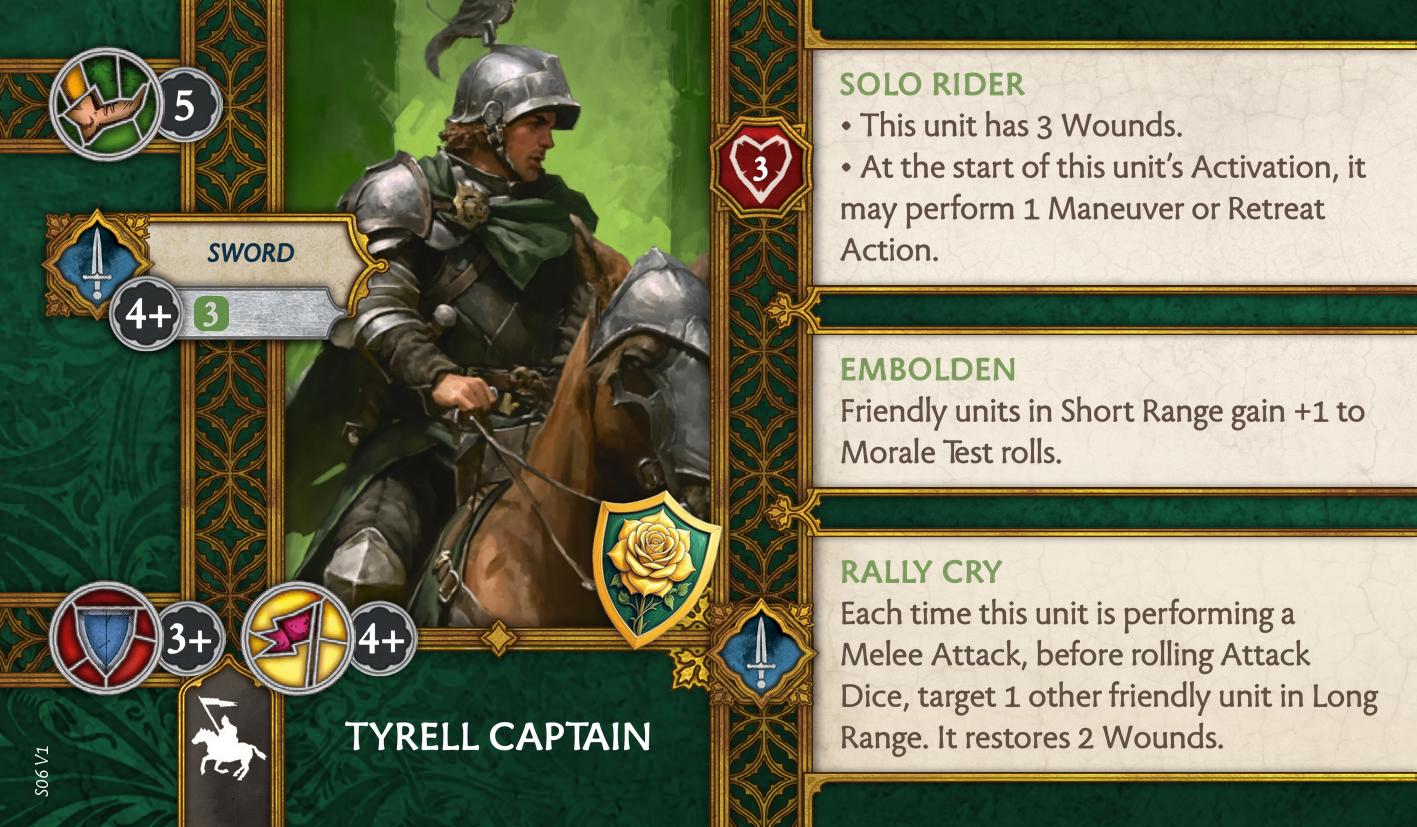 5
SWORD
4+ 3
3+ 4+
TYRELL CAPTAIN
S06 V1
3
SOLO RIDER
• This unit has 3 Wounds.
• At the start of this unit's Activation, it
may perform 1 Maneuver or Retreat
Action.
EMBOLDEN
Friendly units in Short Range gain +1 to
Morale Test rolls.
RALLY CRY
Each time this unit is performing a
Melee Attack, before rolling Attack
Dice, target 1 other friendly unit in Long
Range. It restores 2 Wounds.